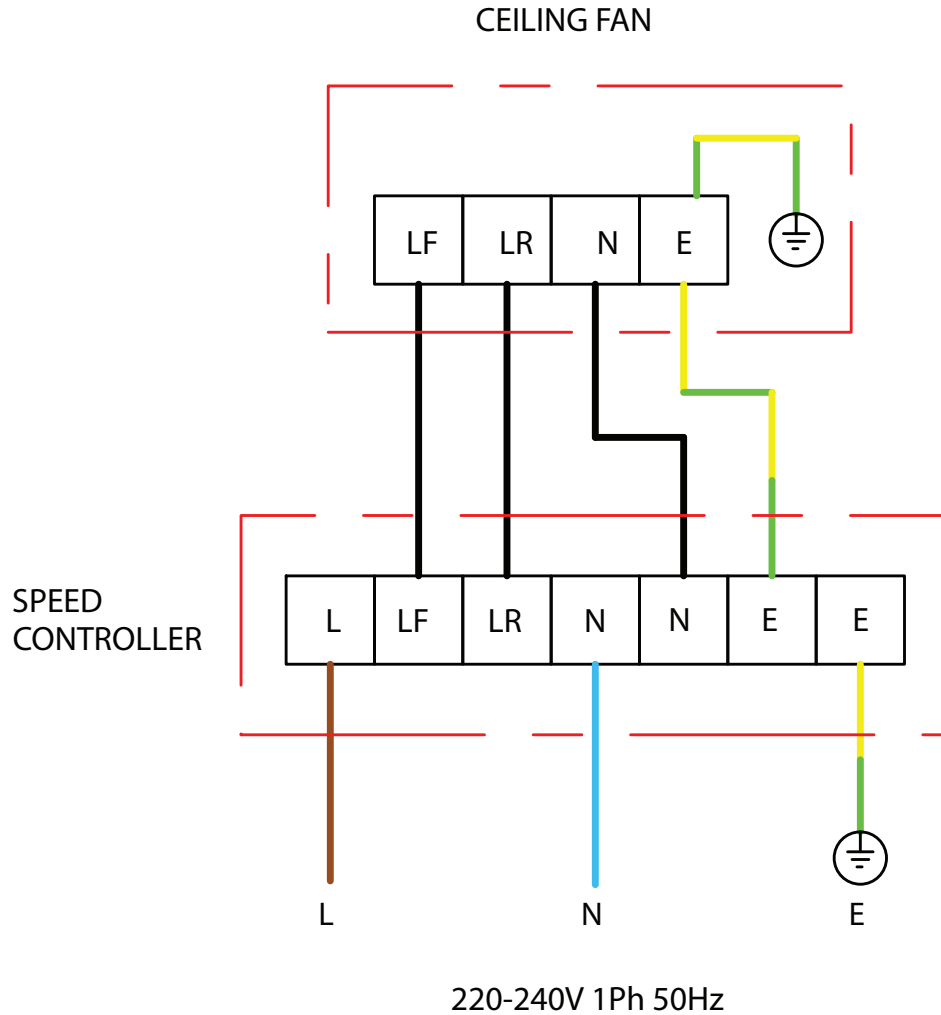 CEILING FAN
LF LR N E
SPEED
CONTROLLER
L LF LR N N E E
L N E
220-240V 1Ph 50Hz